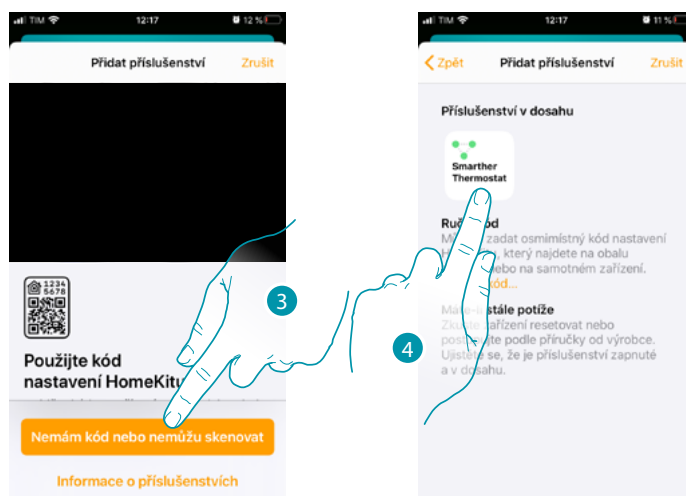 TIM 12:17 12 %
Přidat příslušenství Zrušit
1234
5678
Použijte kód
nastavení HomeKitu
Nemám kód nebo nemůžu skenovat
Informace o příslušenstvích
3
TIM 12:17 11 %
Zpět Přidat příslušenství Zrušit
Příslušenství v dosahu
Smarther
Thermostat
zadat osmimístný kód nastavení
který najdete na obalu
nebo na samotném zařízení.
kód...
stále potíže
zařízení resetovat nebo
podle příručky od výrobce.
Ujistěte se, že je příslušenství zapnuté
a v dosahu.
4